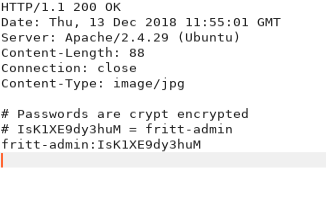 HTTP/1.1 200 OK
Date: Thu, 13 Dec 2018 11:55:01 GMT
Server: Apache/2.4.29 (Ubuntu)
Content-Length: 88
Connection: close
Content-Type: image/jpg

# Passwords are crypt encrypted
# IsK1XE9dy3huM = fritt-admin
fritt-admin:IsK1XE9dy3huM